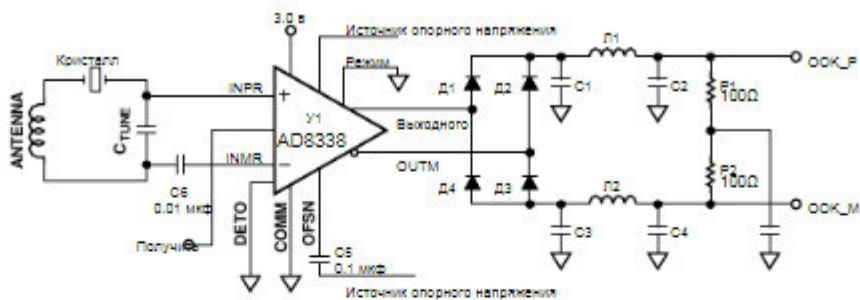 3.0 в
Источник опорного напряжения
Кристалл
Режим
ANTENNA
C TUNE
INPR
+
У1
AD8338
INMR
−
Выходного
OUTM
C6
0.01 мкф
Получить
DETO
COMM
OFSN
C5
0.1 мкф
Источник опорного напряжения
Д1
Д2
Д4
Д3
Л1
C1
C2
R1
100Ω
OOK_P
Л2
C3
C4
R2
100Ω
OOK_M